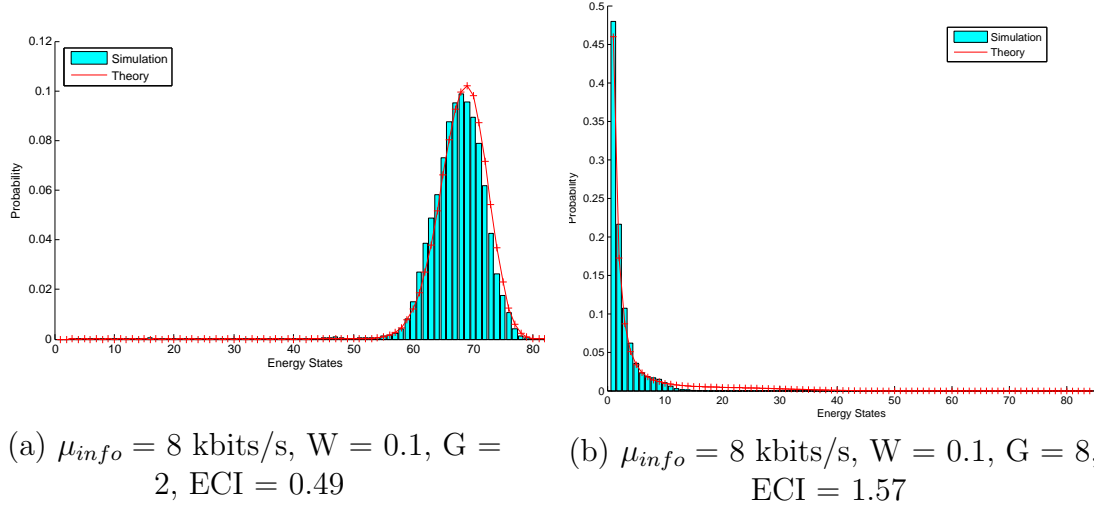 0.12
0.1
0.08
0.06
0.04
0.02
0
Probability
0 10 20 30 40 50 60 70 80
Energy States
Simulation
Theory
(a) μinfo = 8 kbits/s, W = 0.1, G =
2, ECI = 0.49
0.5
0.45
0.4
0.35
0.3
0.25
0.2
0.15
0.1
0.05
0
Probability
0 10 20 30 40 50 60 70 80
Energy States
Simulation
Theory
(b) μinfo = 8 kbits/s, W = 0.1, G = 8,
ECI = 1.57